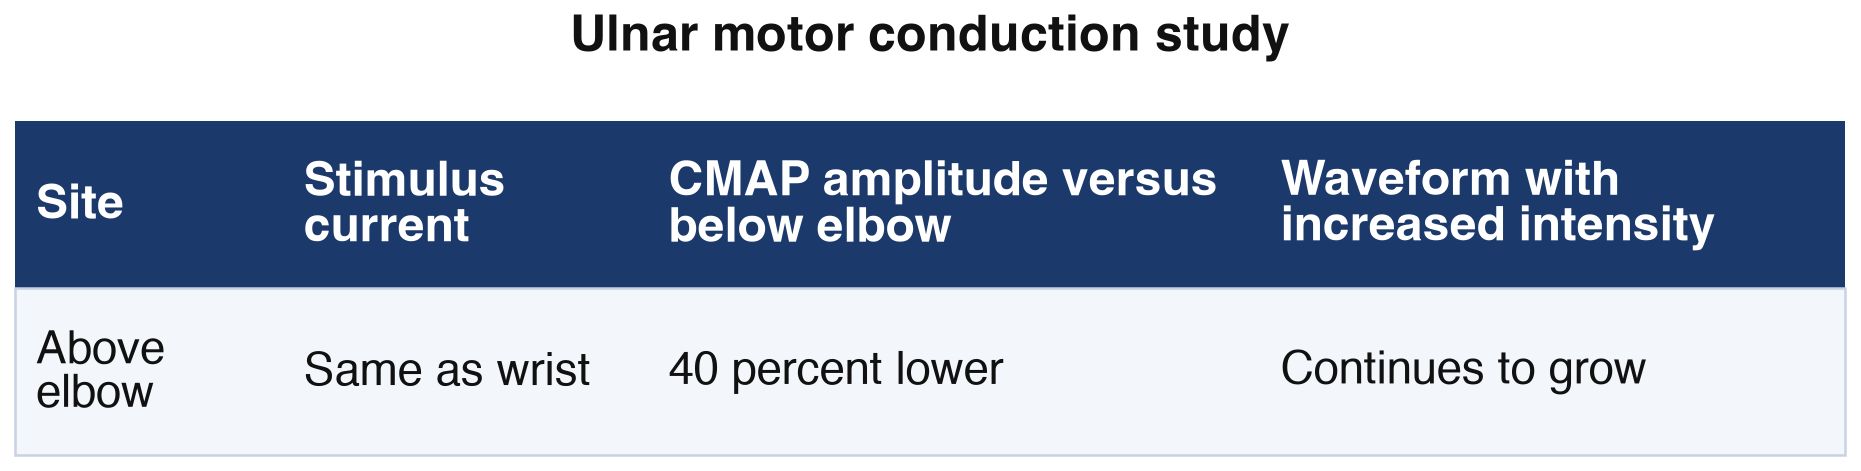 Ulnar motor conduction study
Site
Stimulus
current
CMAP amplitude versus
below elbow
Waveform with
increased intensity
Above
elbow
Same as wrist
40 percent lower
Continues to grow